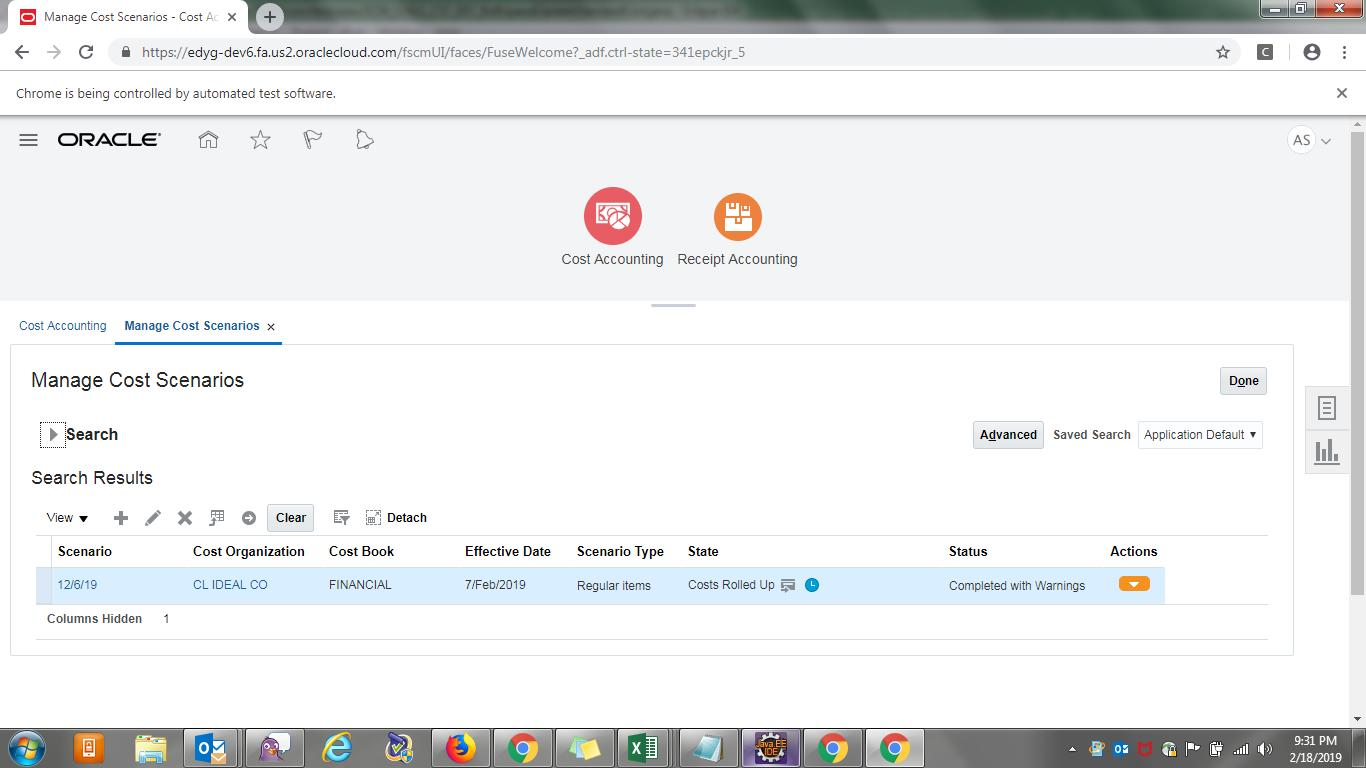 Manage Cost Scenarios - Cost Ac
https://edyg-dev6.fa.us2.oraclecloud.com/fscmUI/faces/FuseWelcome?_adf.ctrl-state=341epckjr_5
C
Chrome is being controlled by automated test software.
ORACLE
AS
Cost Accounting
Receipt Accounting
Cost Accounting
Manage Cost Scenarios
Manage Cost Scenarios
Done
Search
Advanced
Saved Search
Application Default
Search Results
View
Clear
Detach
Scenario
Cost Organization
Cost Book
Effective Date
Scenario Type
State
Status
Actions
12/6/19
CL IDEAL CO
FINANCIAL
7/Feb/2019
Regular items
Costs Rolled Up
Completed with Warnings
Columns Hidden 1
Java EE
IDE
9:31 PM
2/18/2019